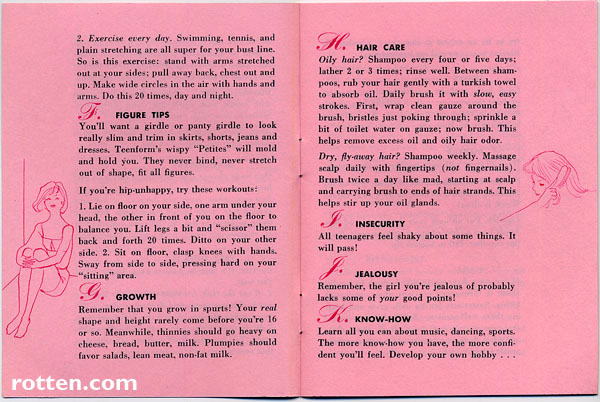 2. Exercise every day. Swimming, tennis, and
plain stretching are all super for your bust line.
So is this exercise: stand with arms stretched
out at your sides; pull away back, chest out and
up. Make wide circles in the air with hands and
arms. Do this 20 times, day and night.
F. FIGURE TIPS
You'll want a girdle or panty girdle to look
really slim and trim in skirts, shorts, jeans and
dresses. Teenform's wispy "Petites" will mold
and hold you. They never bind, never stretch
out of shape, fit all figures.
If you're hip-unhappy, try these workouts:
1. Lie on floor on your side, one arm under your
head, the other in front of you on the floor to
balance you. Lift legs a bit and "scissor" them
back and forth 20 times. Ditto on your other
side. 2. Sit on floor, clasp knees with hands.
Sway from side to side, pressing hard on your
"sitting" area.
G. GROWTH
Remember that you grow in spurts! Your real
shape and height rarely come before you're 16
or so. Meanwhile, thinnies should go heavy on
cheese, bread, butter, milk. Plumpies should
favor salads, lean meat, non-fat milk.
H. HAIR CARE
Oily hair? Shampoo every four or five days;
lather 2 or 3 times; rinse well. Between sham-
poos, rub your hair gently with a turkish towel
to absorb oil. Daily brush it with slow, easy
strokes. First, wrap clean gauze around the
brush, bristles just poking through; sprinkle a
bit of toilet water on gauze; now brush. This
helps remove excess oil and oily hair odor.
Dry, fly-away hair? Shampoo weekly. Massage
scalp daily with fingertips (not fingernails).
Brush twice a day like mad, starting at scalp
and carrying brush to ends of hair strands. This
helps stir up your oil glands.
I. INSECURITY
All teenagers feel shaky about some things. It
will pass!
J. JEALOUSY
Remember, the girl you're jealous of probably
lacks some of your good points!
K. KNOW-HOW
Learn all you can about music, dancing, sports.
The more know-how you have, the more confi-
dent you'll feel. Develop your own hobby . . .
rotten.com